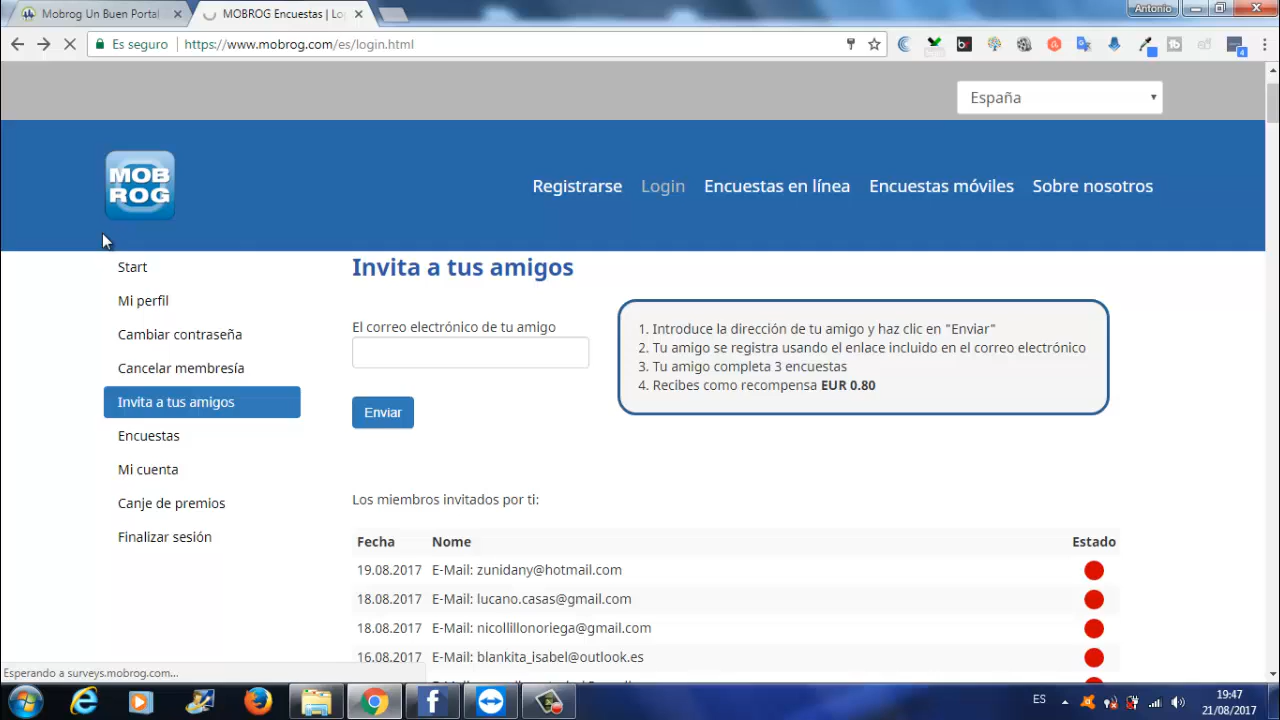 Mobrog Un Buen Portal
MOBROG Encuestas | Lo
Antonio
Es seguro
https://www.mobrog.com/es/login.html
España
MOB
ROG
Registrarse
Login
Encuestas en línea
Encuestas móviles
Sobre nosotros
Start
Mi perfil
Cambiar contraseña
Cancelar membresía
Invita a tus amigos
Encuestas
Mi cuenta
Canje de premios
Finalizar sesión
Invita a tus amigos
El correo electrónico de tu amigo
Enviar
1. Introduce la dirección de tu amigo y haz clic en "Enviar"
2. Tu amigo se registra usando el enlace incluido en el correo electrónico
3. Tu amigo completa 3 encuestas
4. Recibes como recompensa EUR 0.80
Los miembros invitados por ti:
Fecha Nome Estado
19.08.2017 E-Mail: zunidany@hotmail.com
18.08.2017 E-Mail: lucano.casas@gmail.com
18.08.2017 E-Mail: nicollillonoriega@gmail.com
16.08.2017 E-Mail: blankita_isabel@outlook.es
Esperando a surveys.mobrog.com...
ES
19:47
21/08/2017